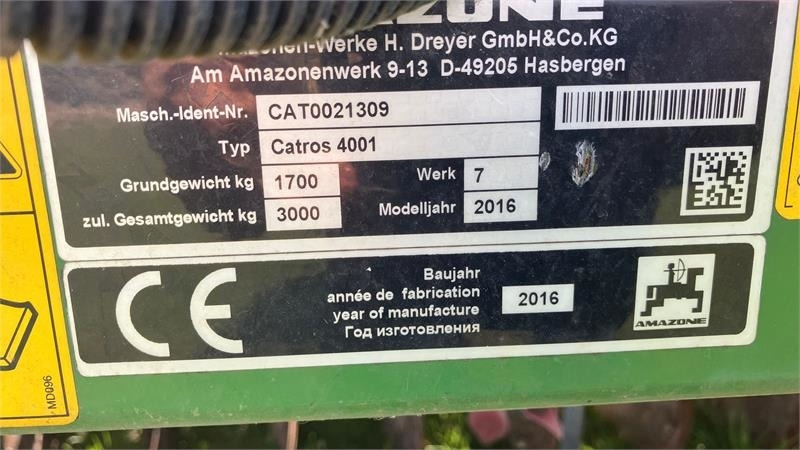 AMAZONE
Amazonen-Werke H. Dreyer GmbH&Co.KG
Am Amazonenwerk 9-13 D-49205 Hasbergen
Masch.-Ident-Nr. CAT0021309
Typ Catros 4001
Grundgewicht kg 1700 Werk 7
zul. Gesamtgewicht kg 3000 Modelljahr 2016
CE
Baujahr
année de fabrication
year of manufacture
Год изготовления
2016
AMAZONE
MD096